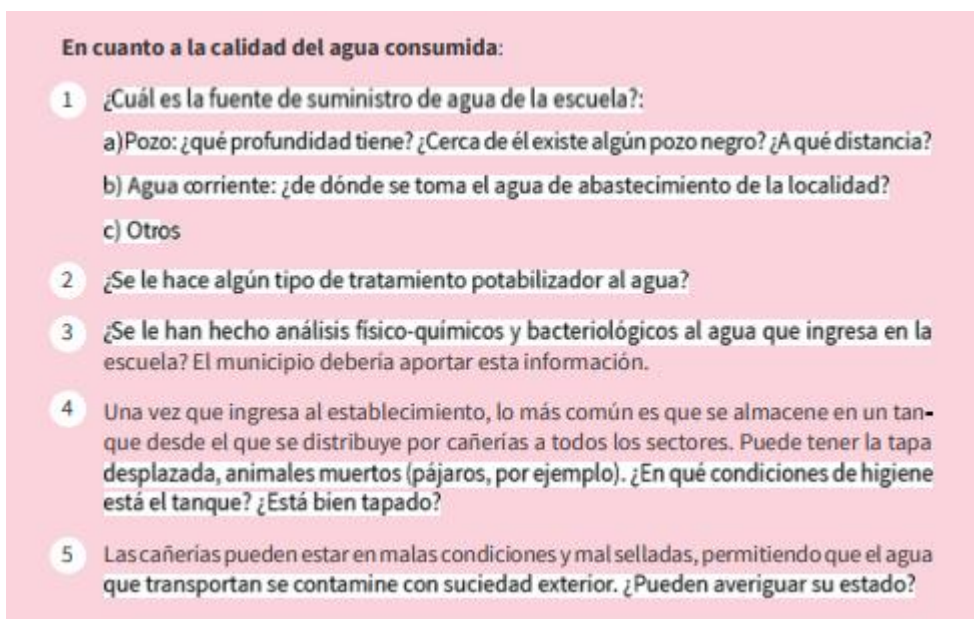 En cuanto a la calidad del agua consumida:
1 ¿Cuál es la fuente de suministro de agua de la escuela?:
a)Pozo: ¿qué profundidad tiene? ¿Cerca de él existe algún pozo negro? ¿A qué distancia?
b) Agua corriente: ¿de dónde se toma el agua de abastecimiento de la localidad?
c) Otros
2 ¿Se le hace algún tipo de tratamiento potabilizador al agua?
3 ¿Se le han hecho análisis físico-químicos y bacteriológicos al agua que ingresa en la
escuela? El municipio debería aportar esta información.
4 Una vez que ingresa al establecimiento, lo más común es que se almacene en un tan-
que desde el que se distribuye por cañerías a todos los sectores. Puede tener la tapa
desplazada, animales muertos (pájaros, por ejemplo). ¿En qué condiciones de higiene
está el tanque? ¿Está bien tapado?
5 Las cañerías pueden estar en malas condiciones y mal selladas, permitiendo que el agua
que transportan se contamine con suciedad exterior. ¿Pueden averiguar su estado?